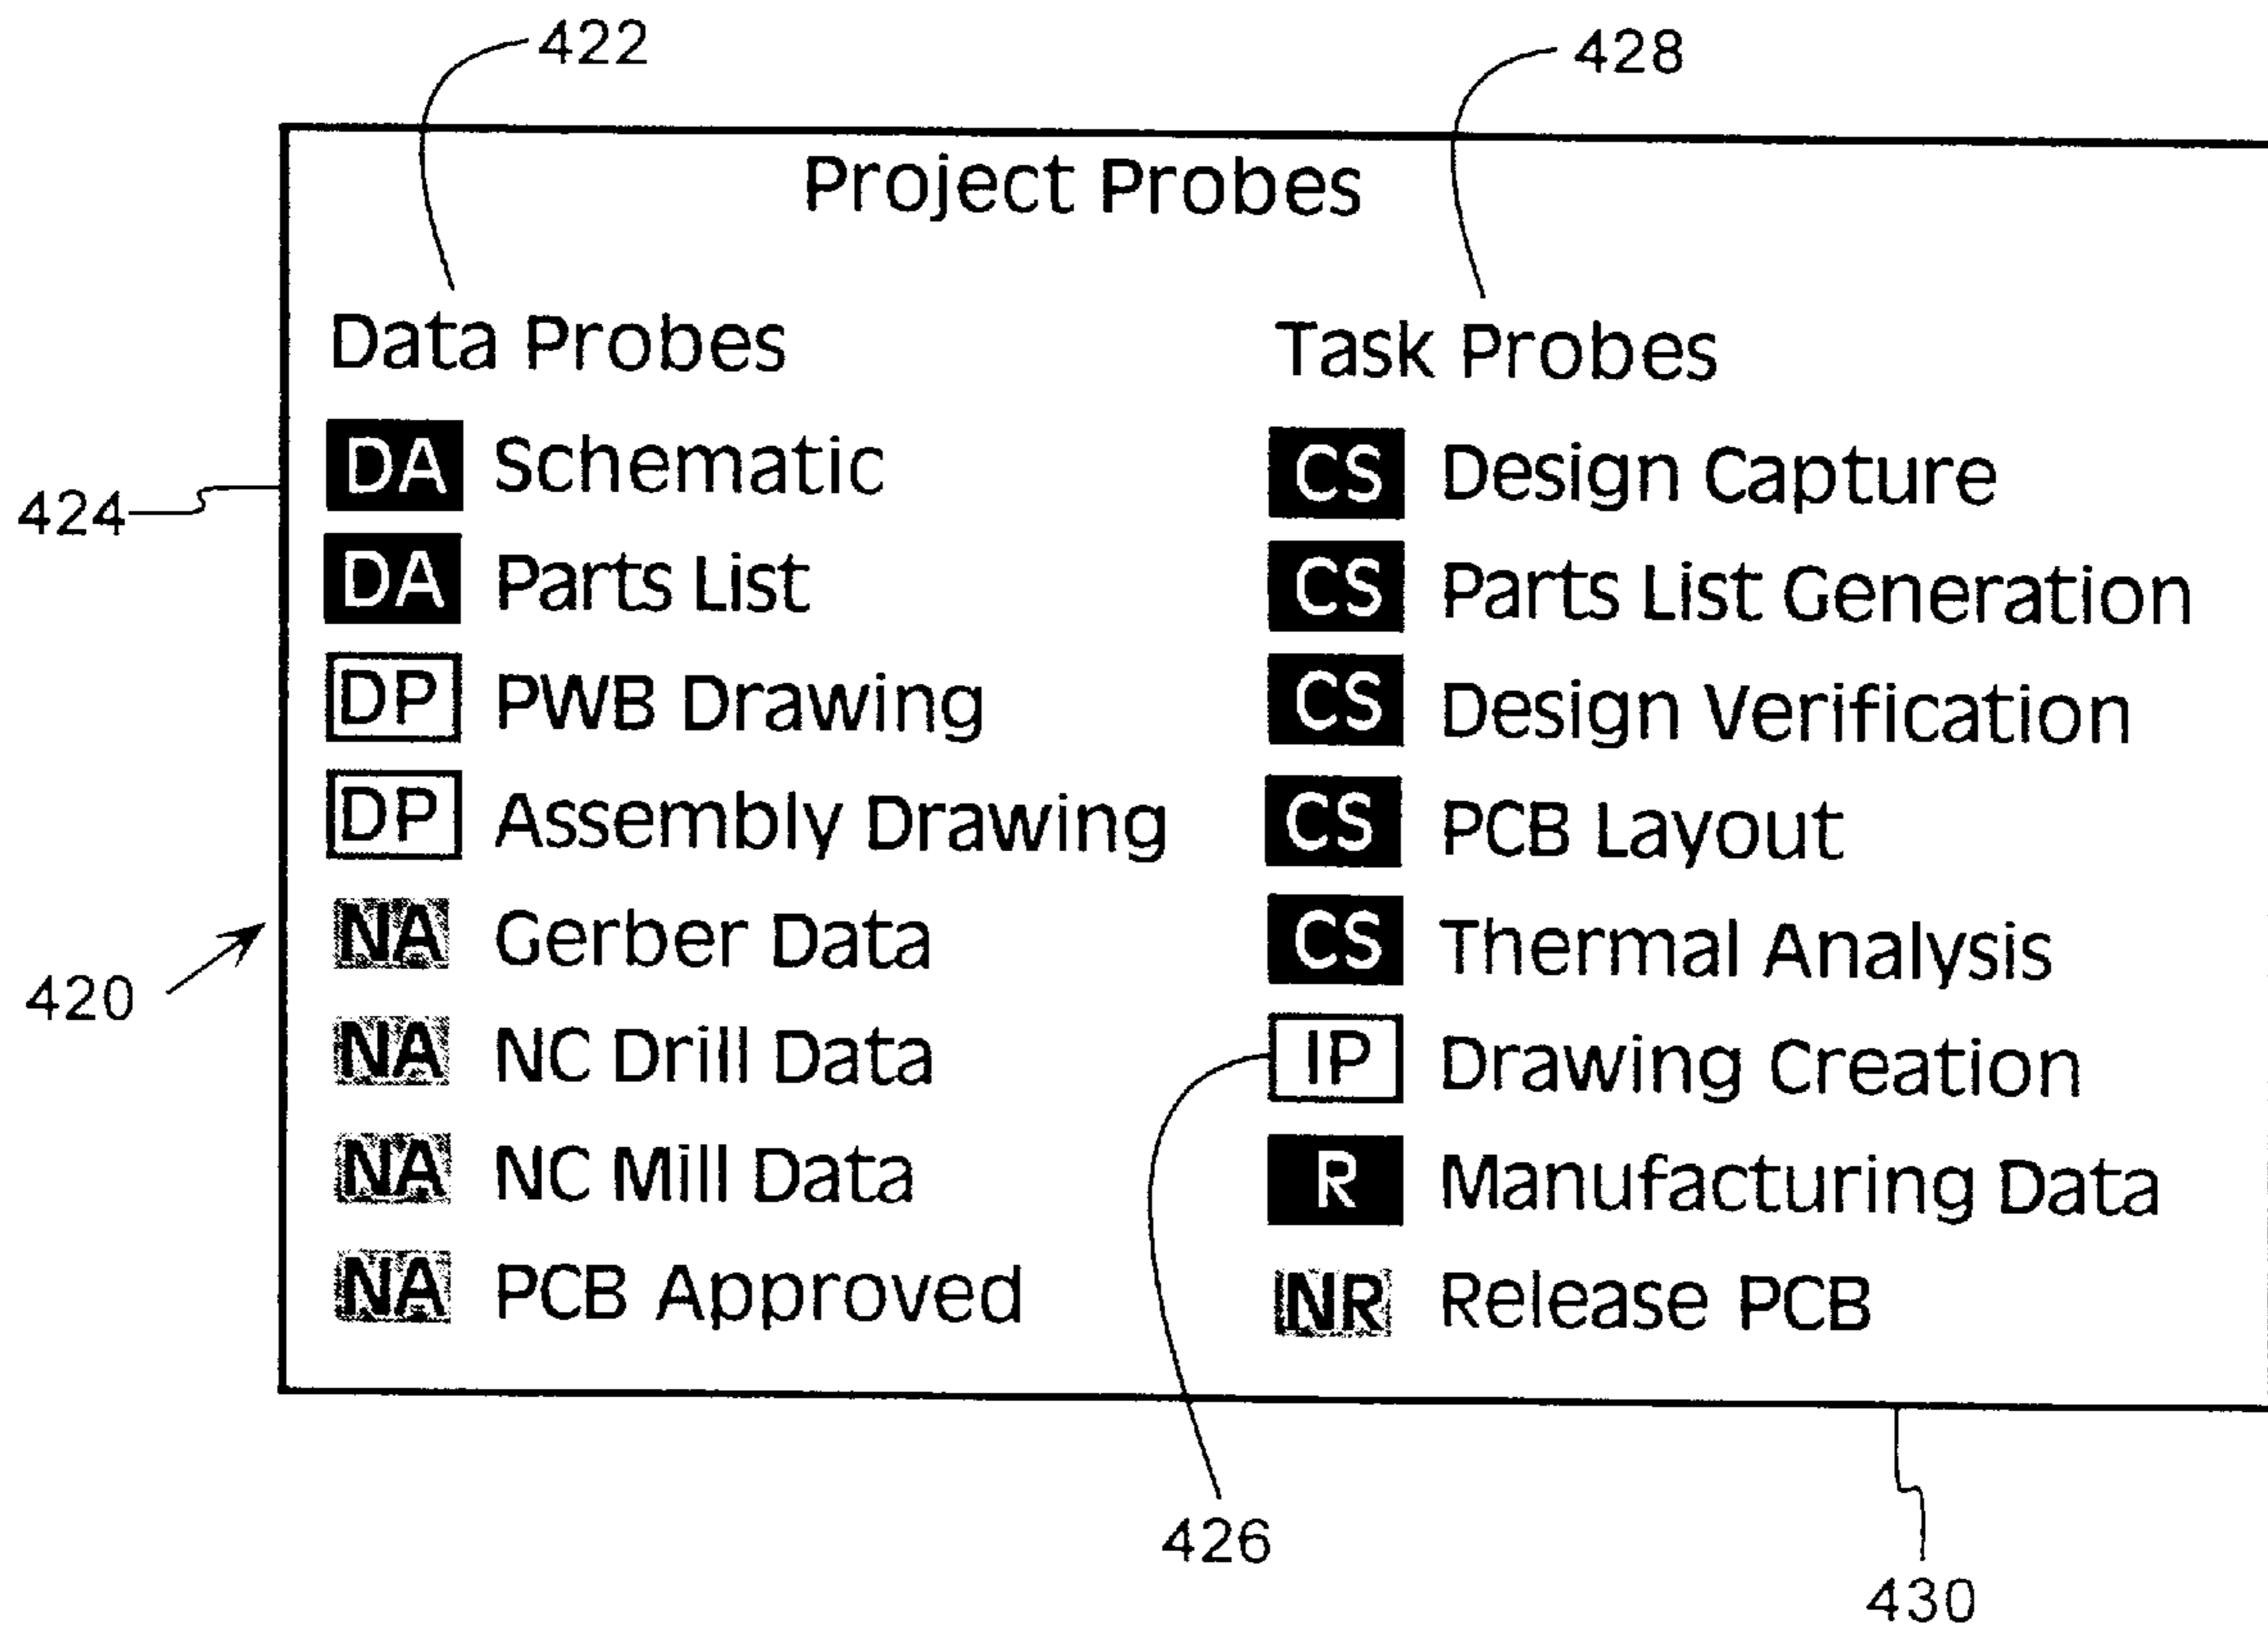 422
428
Project Probes
Data Probes
Task Probes
DA Schematic
CS Design Capture
424
DA Parts List
CS Parts List Generation
DP PWB Drawing
CS Design Verification
DP Assembly Drawing
CS PCB Layout
NA Gerber Data
CS Thermal Analysis
420
NA NC Drill Data
IP Drawing Creation
NA NC Mill Data
R Manufacturing Data
NA PCB Approved
NR Release PCB
426
430